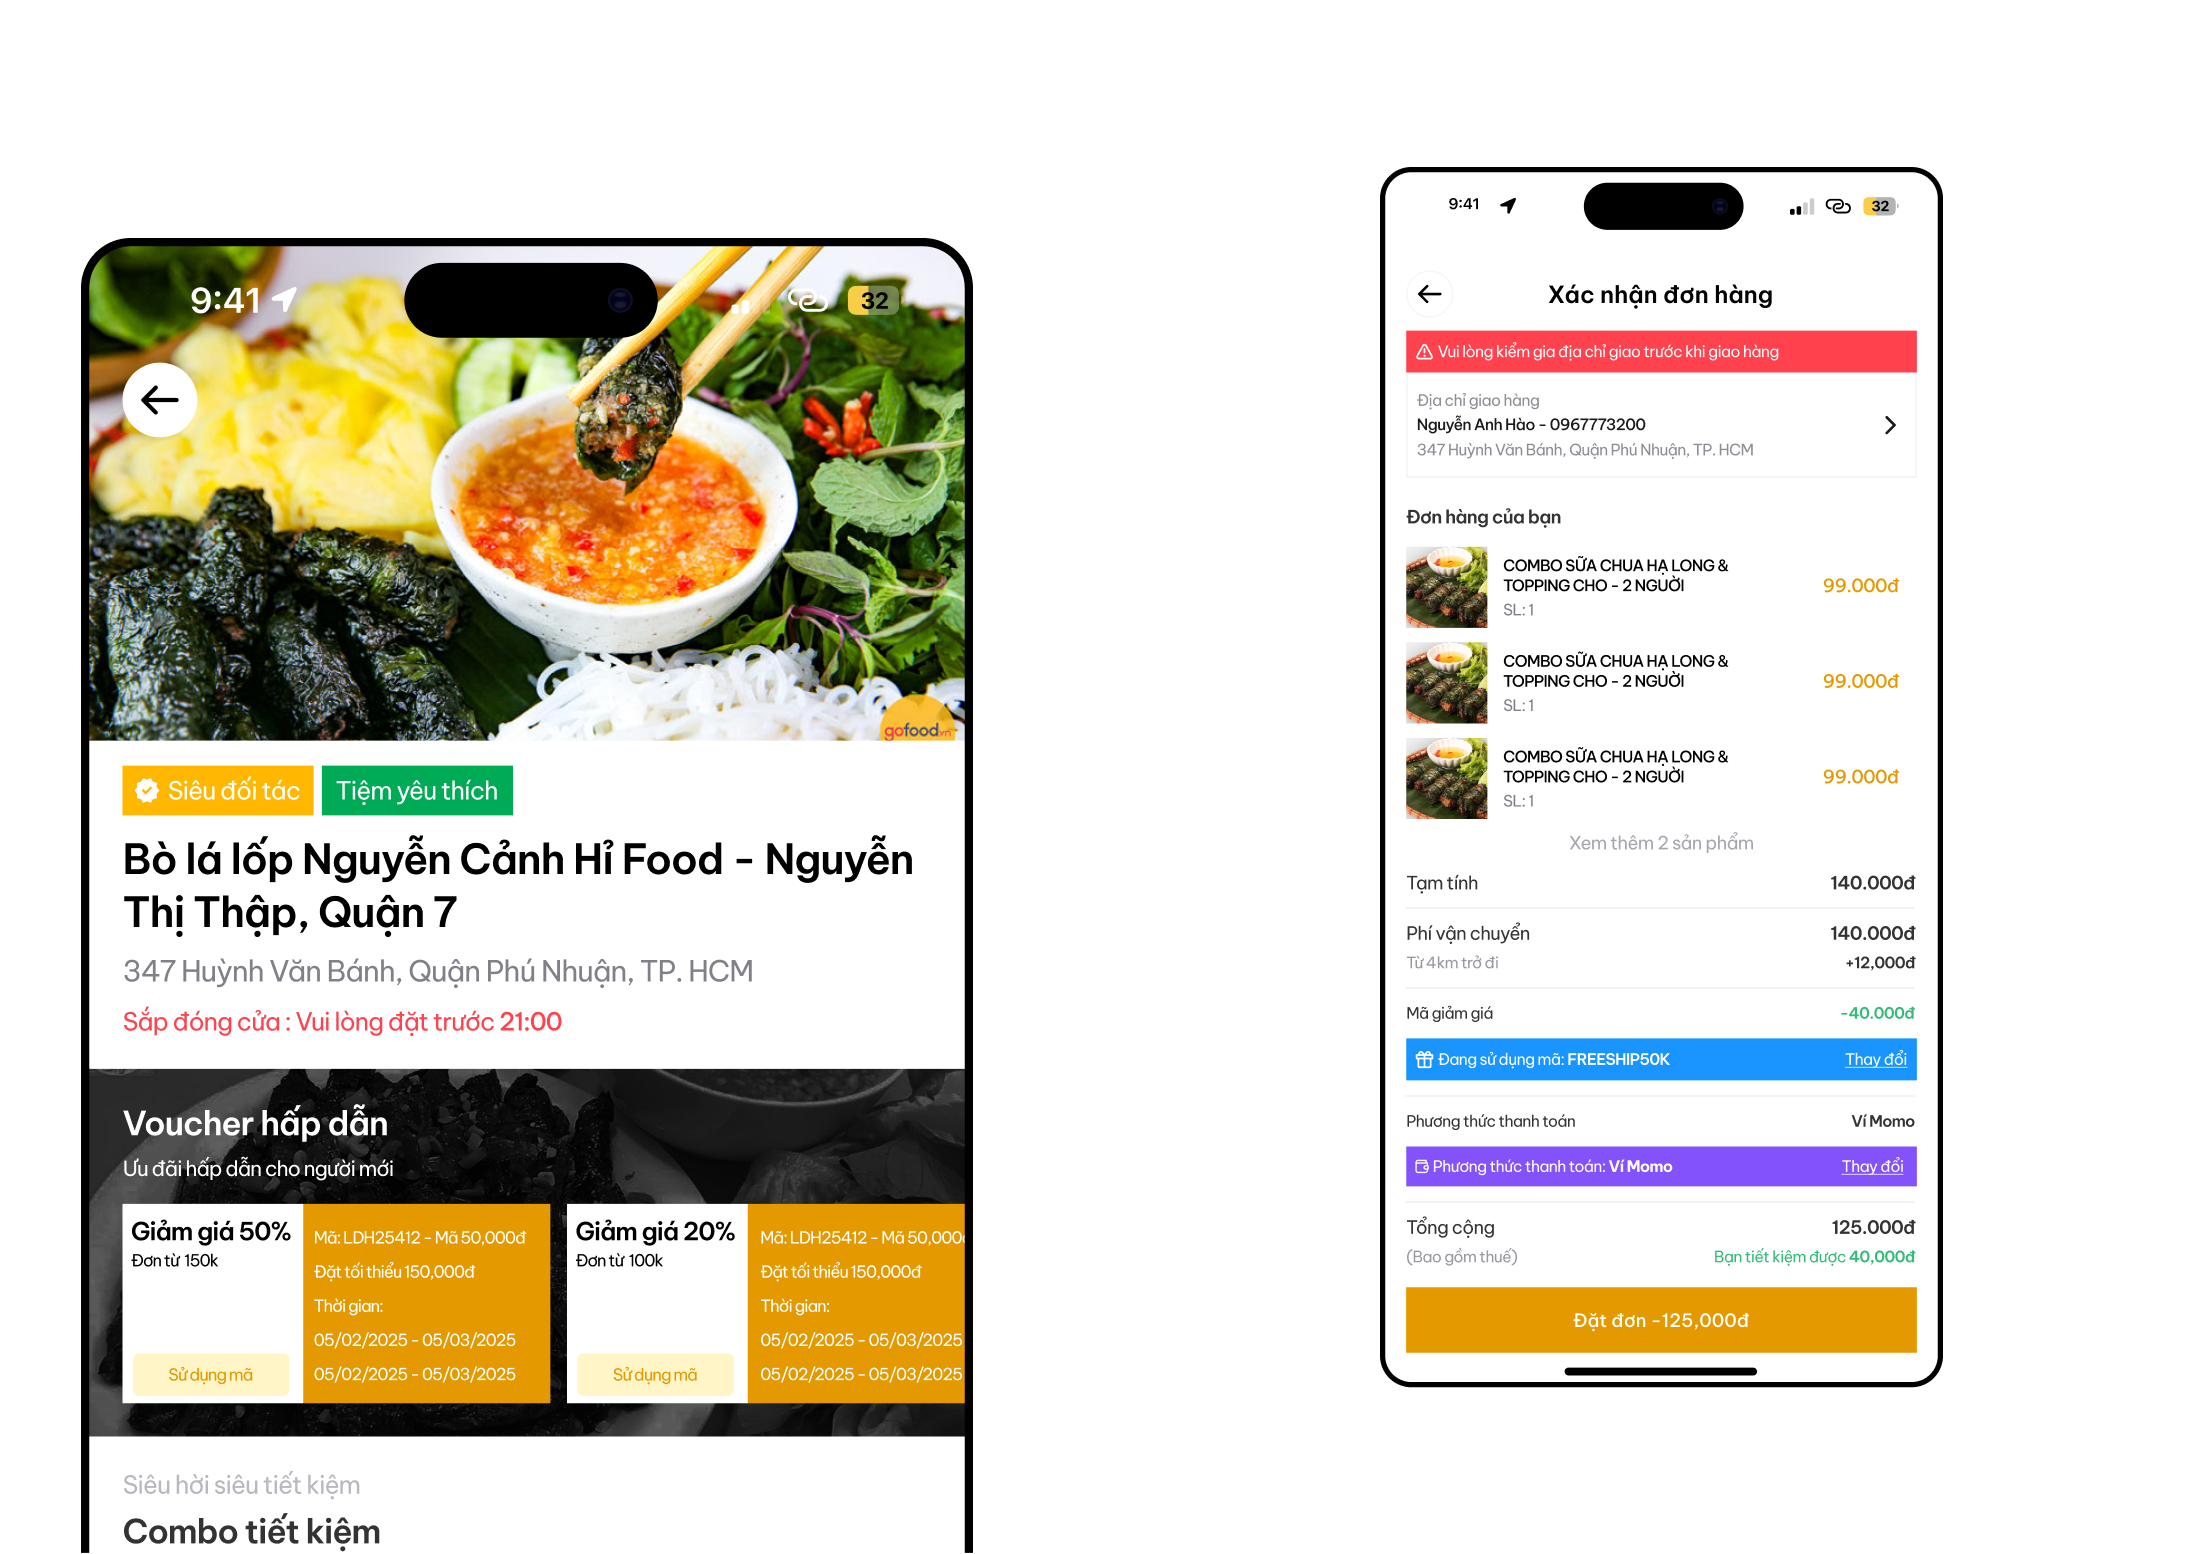 9:41
32
gofood.vn
Siêu đối tác
Tiệm yêu thích
Bò lá lốp Nguyễn Cảnh Hỉ Food - Nguyễn
Thị Thập, Quận 7
347 Huỳnh Văn Bánh, Quận Phú Nhuận, TP. HCM
Sắp đóng cửa : Vui lòng đặt trước 21:00
Voucher hấp dẫn
Ưu đãi hấp dẫn cho người mới
Giảm giá 50%
Đơn từ 150k
Sử dụng mã
Mã: LDH25412 - Mã 50,000đ
Đặt tối thiểu 150,000đ
Thời gian:
05/02/2025 - 05/03/2025
05/02/2025 - 05/03/2025
Giảm giá 20%
Đơn từ 100k
Sử dụng mã
Mã: LDH25412 - Mã 50,000
Đặt tối thiểu 150,000đ
Thời gian:
05/02/2025 - 05/03/2025
05/02/2025 - 05/03/2025
Siêu hời siêu tiết kiệm
Combo tiết kiệm
9:41
32
Xác nhận đơn hàng
Vui lòng kiểm gia địa chỉ giao trước khi giao hàng
Địa chỉ giao hàng
Nguyễn Anh Hào - 0967773200
347 Huỳnh Văn Bánh, Quận Phú Nhuận, TP. HCM
Đơn hàng của bạn
COMBO SỮA CHUA HẠ LONG &
TOPPING CHO - 2 NGƯỜI
SL: 1
99.000đ
COMBO SỮA CHUA HẠ LONG &
TOPPING CHO - 2 NGƯỜI
SL: 1
99.000đ
COMBO SỮA CHUA HẠ LONG &
TOPPING CHO - 2 NGƯỜI
SL: 1
99.000đ
Xem thêm 2 sản phẩm
Tạm tính 140.000đ
Phí vận chuyển 140.000đ
Từ 4km trở đi +12,000đ
Mã giảm giá -40.000đ
Đang sử dụng mã: FREESHIP50K Thay đổi
Phương thức thanh toán Ví Momo
Phương thức thanh toán: Ví Momo Thay đổi
Tổng cộng 125.000đ
(Bao gồm thuế) Bạn tiết kiệm được 40,000đ
Đặt đơn -125,000đ